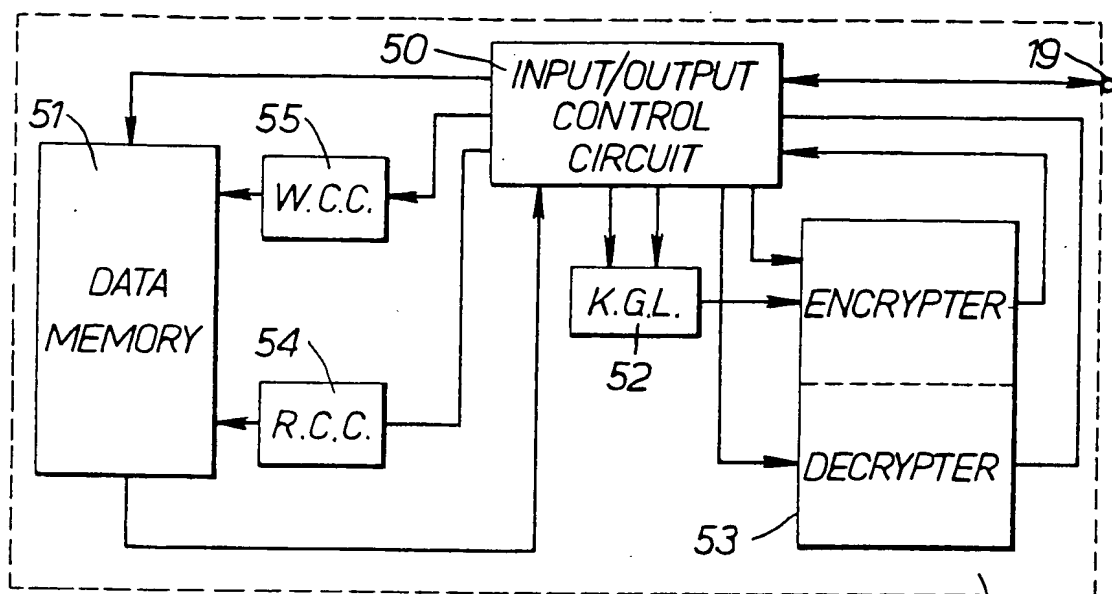 50
INPUT/OUTPUT
CONTROL
CIRCUIT
19
51
55
W.C.C.
DATA
MEMORY
K.G.L.
52
ENCRYPTER
54
R.C.C.
DECRYPTER
53